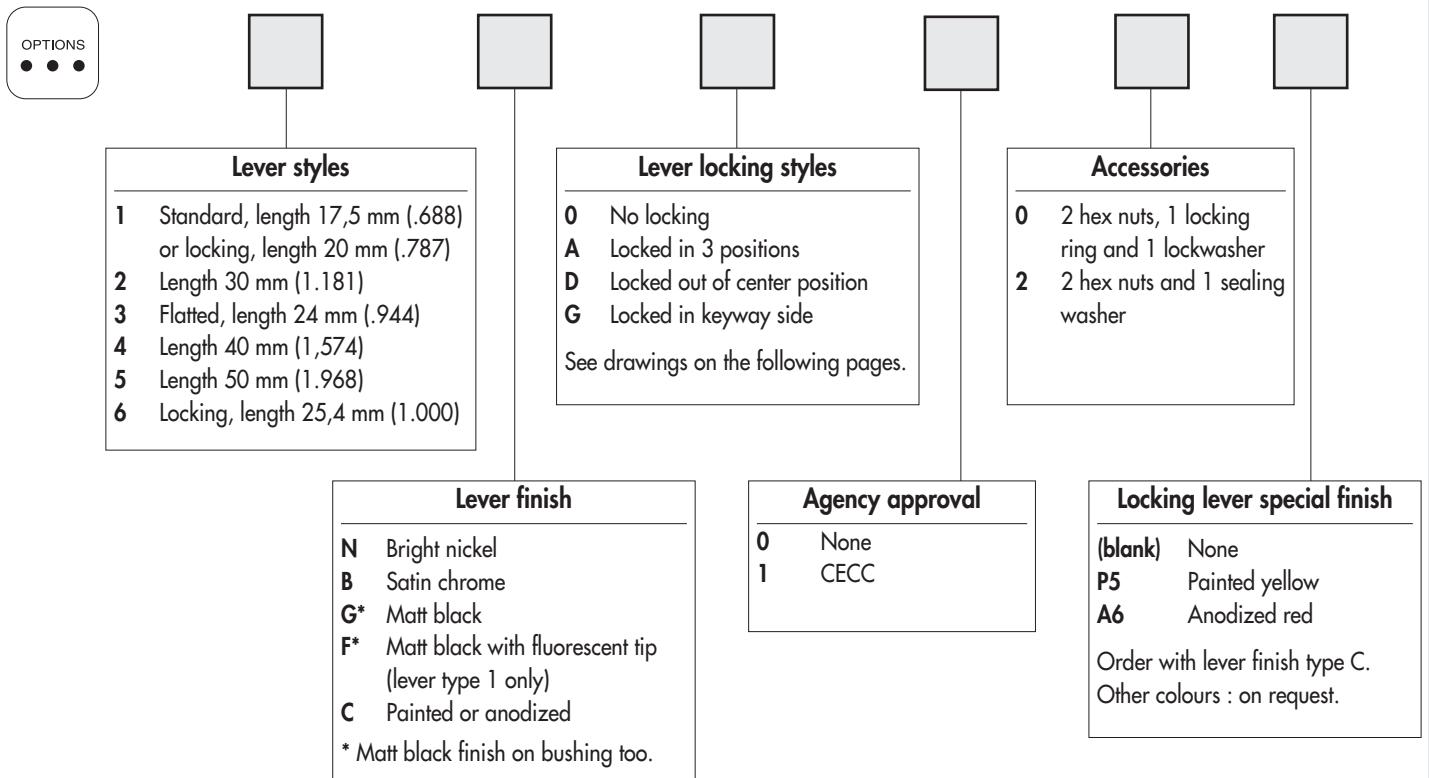 OPTIONS
Lever styles
1 Standard, length 17,5 mm (.688)
or locking, length 20 mm (.787)
2 Length 30 mm (1.181)
3 Flatted, length 24 mm (.944)
4 Length 40 mm (1,574)
5 Length 50 mm (1.968)
6 Locking, length 25,4 mm (1.000)
Lever locking styles
0 No locking
A Locked in 3 positions
D Locked out of center position
G Locked in keyway side
See drawings on the following pages.
Accessories
0 2 hex nuts, 1 locking
ring and 1 lockwasher
2 2 hex nuts and 1 sealing
washer
Lever finish
N Bright nickel
B Satin chrome
G* Matt black
F* Matt black with fluorescent tip
(lever type 1 only)
C Painted or anodized
* Matt black finish on bushing too.
Agency approval
0 None
1 CECC
Locking lever special finish
(blank) None
P5 Painted yellow
A6 Anodized red
Order with lever finish type C.
Other colours : on request.